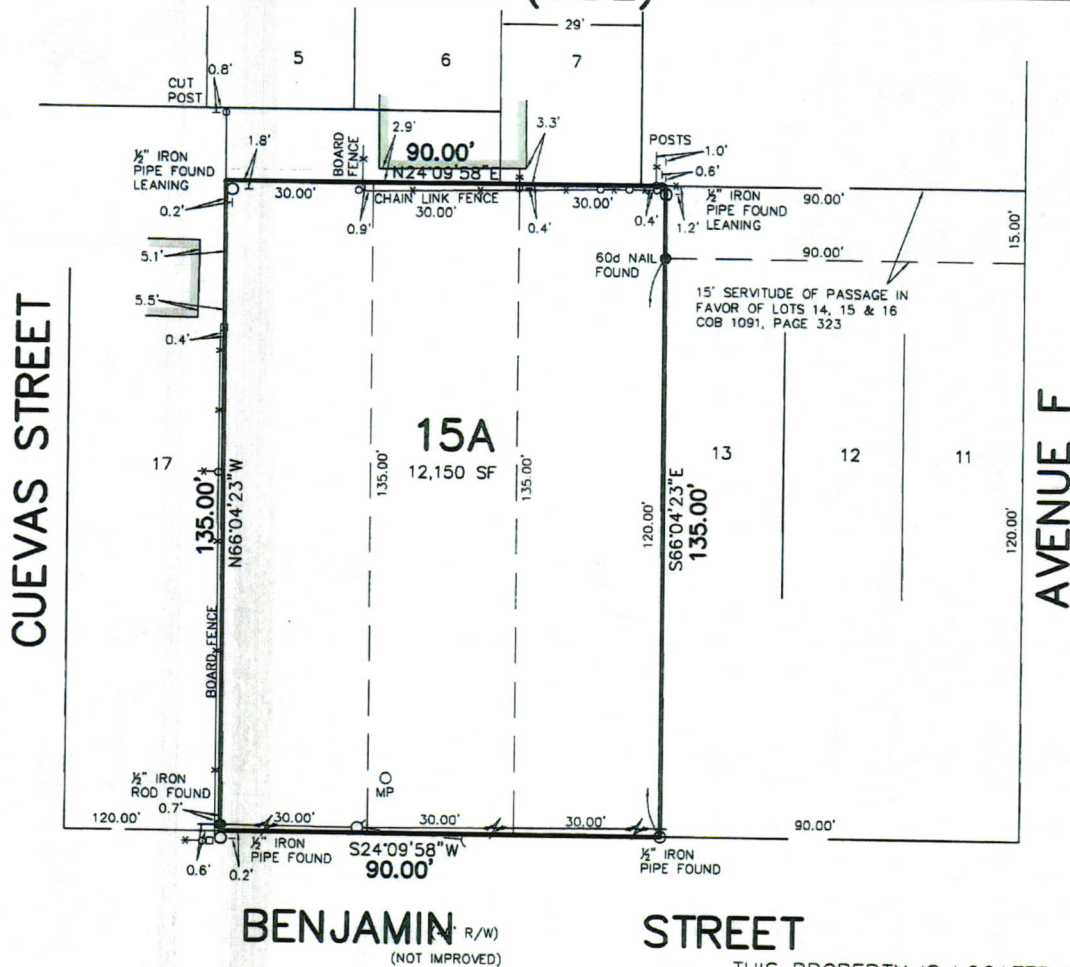 29'
5
6
7
CUT
POST
0.8'
1.8'
BOARD
FENCE
2.9'
3.3'
90.00'
N24°09'58"E
POSTS
1.0'
0.6'
½" IRON
PIPE FOUND
LEANING
0.2'
30.00'
CHAIN LINK FENCE
30.00'
30.00'
0.9'
0.4'
0.4'
1.2'
½" IRON
PIPE FOUND
LEANING
90.00'
15.00'
60d NAIL
FOUND
90.00'
15' SERVITUDE OF PASSAGE IN
FAVOR OF LOTS 14, 15 & 16
COB 1091, PAGE 323
5.1'
5.5'
0.4'
CUEVAS STREET
17
135.00'
N66°04'23"W
BOARD FENCE
15A
12,150 SF
135.00'
135.00'
120.00'
S66°04'23"E
135.00'
13
12
11
120.00'
AVENUE F
½" IRON
ROD FOUND
0.7'
MP
120.00'
30.00'
30.00'
30.00'
90.00'
0.6'
0.2'
½" IRON
PIPE FOUND
S24°09'58"W
90.00'
½" IRON
PIPE FOUND
BENJAMIN STREET
R/W)
(NOT IMPROVED)